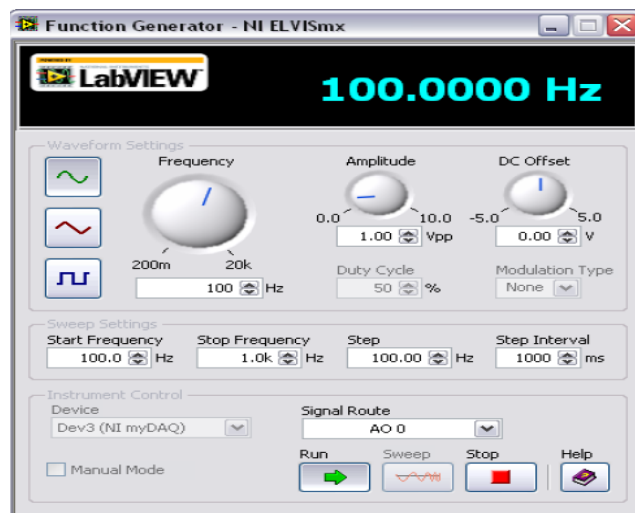 Function Generator - NI ELVISmx
LabVIEW
100.0000 Hz
Waveform Settings
Frequency
Amplitude
DC Offset
0.0
10.0
-5.0
5.0
1.00 Vpp
0.00 V
200m
20k
100 Hz
Duty Cycle
50 %
Modulation Type
None
Sweep Settings
Start Frequency
Stop Frequency
Step
Step Interval
100.0 Hz
1.0k Hz
100.00 Hz
1000 ms
Instrument Control
Device
Dev3 (NI myDAQ)
Signal Route
AO 0
Manual Mode
Run
Sweep
Stop
Help